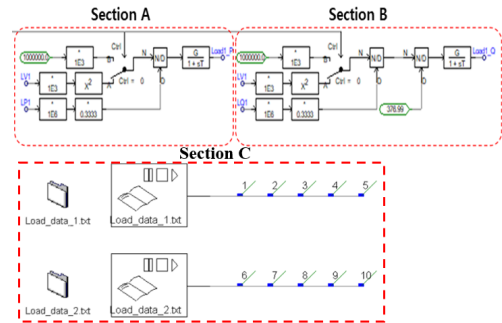 Section A
Section B
Ctrl
Ctrl
1000000.0
*
1E3
B
N
N/D
G
1 + sT
Load1_P
1000000.0
*
1E3
B
N
N/D
N
N/D
G
1 + sT
Load1_Q
LV1
*
1E3
X²
A
Ctrl = 0
D
LV1
*
1E3
X²
A
Ctrl = 0
D
D
LP1
*
1E6
*
0.3333
LQ1
*
1E6
*
0.3333
376.99
Section C
1 2 3 4 5
Load_data_1.txt
Load_data_1.txt
6 7 8 9 10
Load_data_2.txt
Load_data_2.txt